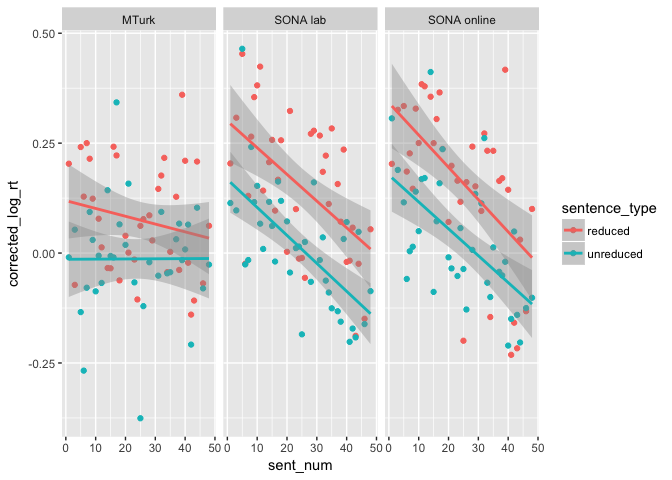 MTurk SONA lab SONA online
0.50
0.25
0.00
-0.25
corrected_log_rt
0 10 20 30 40 50 0 10 20 30 40 50 0 10 20 30 40 50
sent_num
sentence_type
reduced
unreduced